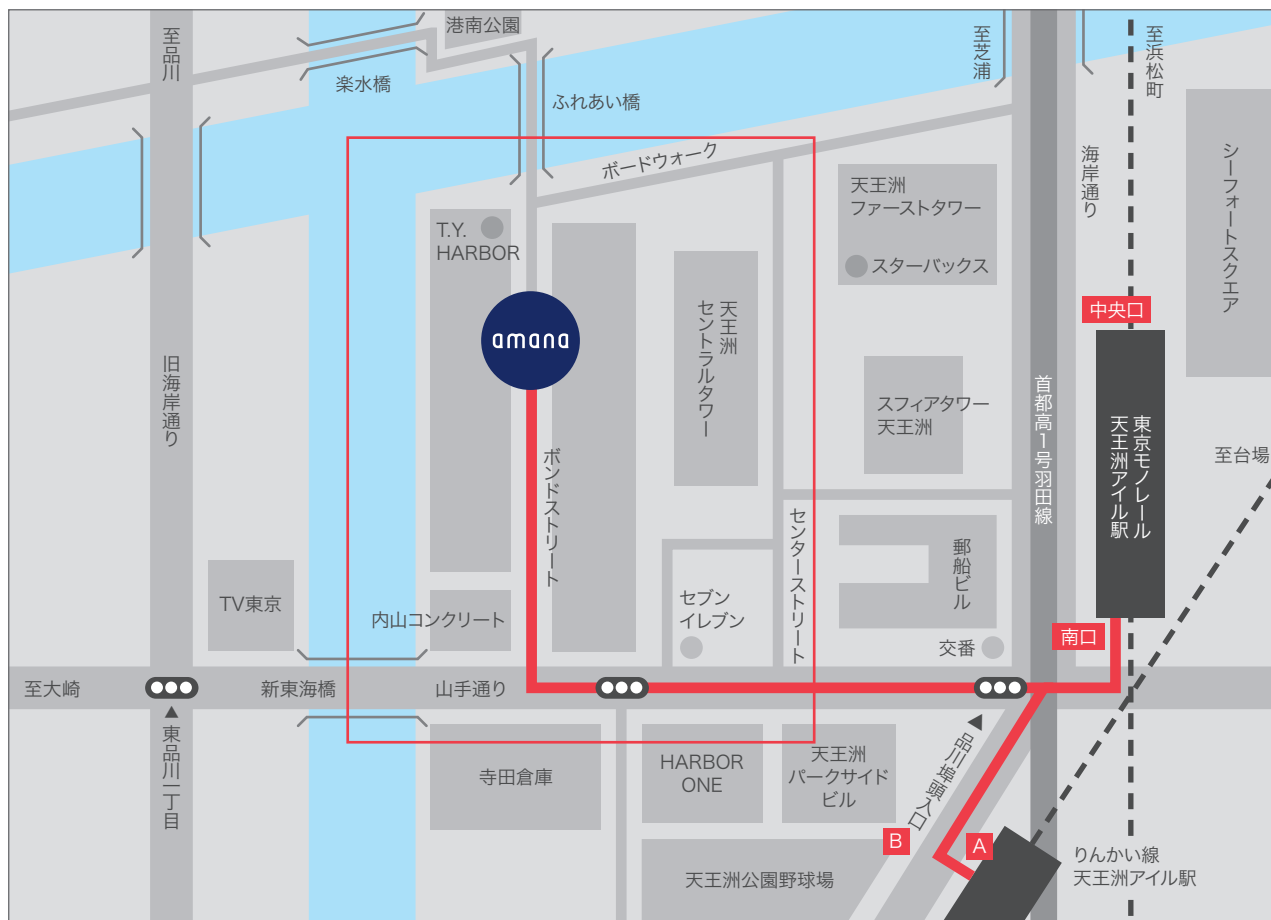 港南公園
至品川
楽水橋
ふれあい橋
至芝浦
至浜松町
ボードウォーク
海岸通り
シーフォートスクエア
天王洲
ファーストタワー
スターバックス
T.Y.
HARBOR
amana
天王洲
セントラルタワー
中央口
旧海岸通り
スフィアタワー
天王洲
首都高1号羽田線
東京モノレール
天王洲アイル駅
至台場
ボンドストリート
センターストリート
郵船ビル
TV東京
内山コンクリート
セブン
イレブン
交番
南口
至大崎
新東海橋
山手通り
▲東品川一丁目
寺田倉庫
HARBOR
ONE
天王洲
パークサイド
ビル
▲品川埠頭入口
B
A
天王洲公園野球場
りんかい線
天王洲アイル駅